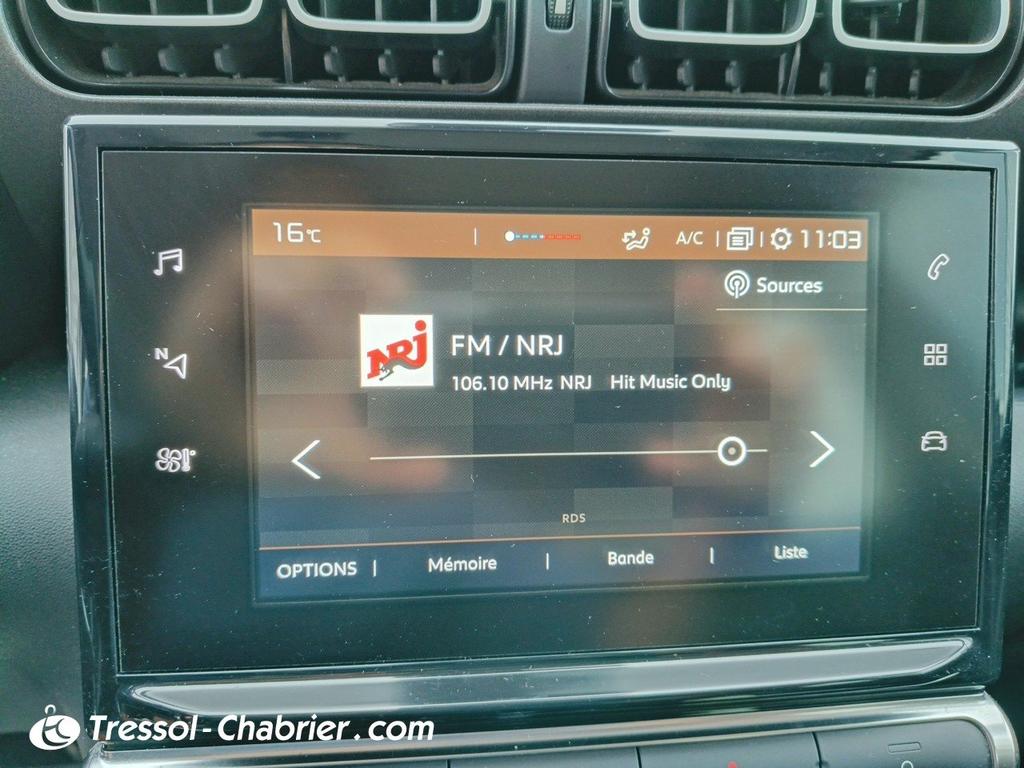 16°C | A/C | | 11:03
Sources
N
NRJ
FM / NRJ
106.10 MHz NRJ Hit Music Only
RDS
OPTIONS | Mémoire | Bande | Liste
Tressol-Chabrier.com